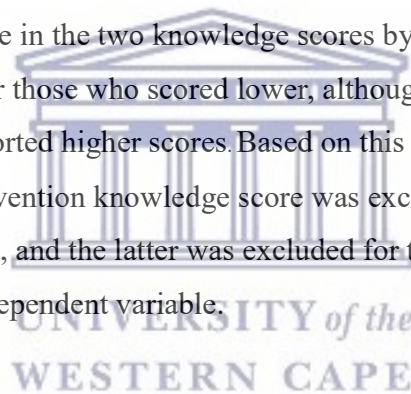 e in the two knowledge scores by
r those who scored lower, although
orted higher scores. Based on this
vention knowledge score was exc
, and the latter was excluded for t
ependent variable.
UNIVERSITY of the
WESTERN CAPE